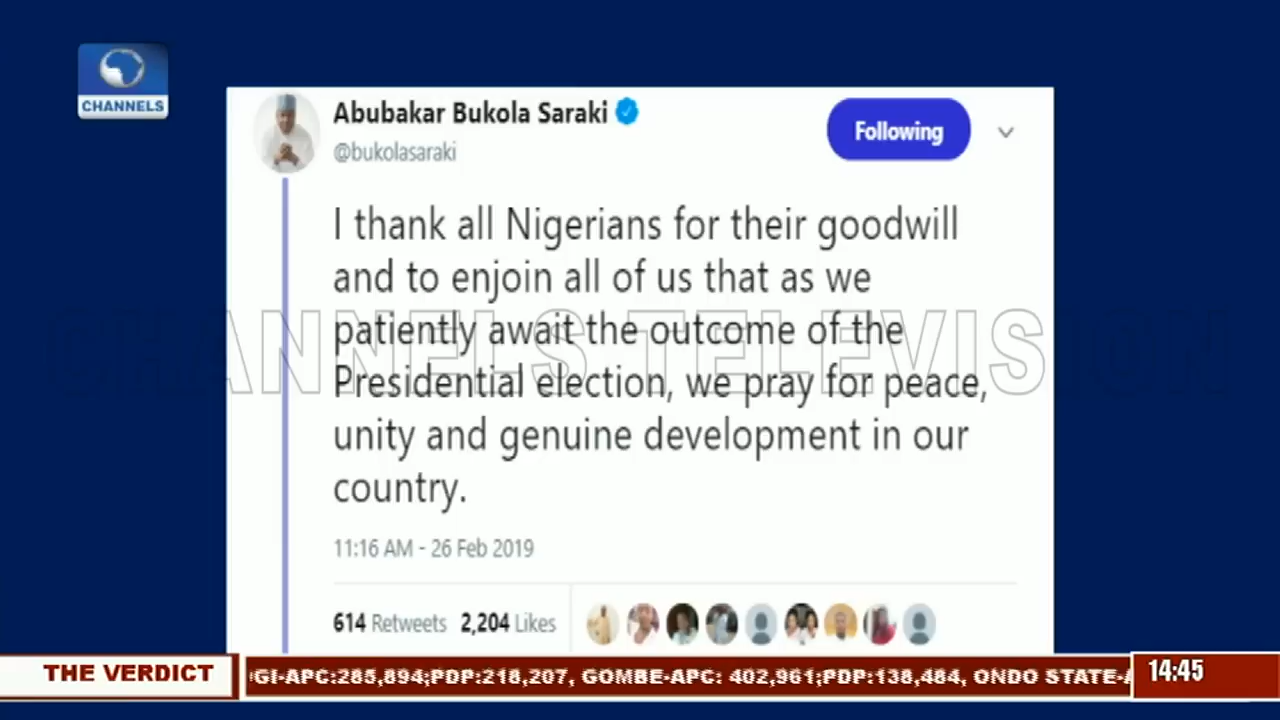 CHANNELS
Abubakar Bukola Saraki
@bukolasaraki
Following
I thank all Nigerians for their goodwill
and to enjoin all of us that as we
patiently await the outcome of the
Presidential election, we pray for peace,
unity and genuine development in our
country.
CHANNELS TELEVISION
11:16 AM - 26 Feb 2019
614 Retweets 2,204 Likes
THE VERDICT
GI-APC:285,894;PDP:218,207, GOMBE-APC: 402,961;PDP:138,484, ONDO STATE-
14:45